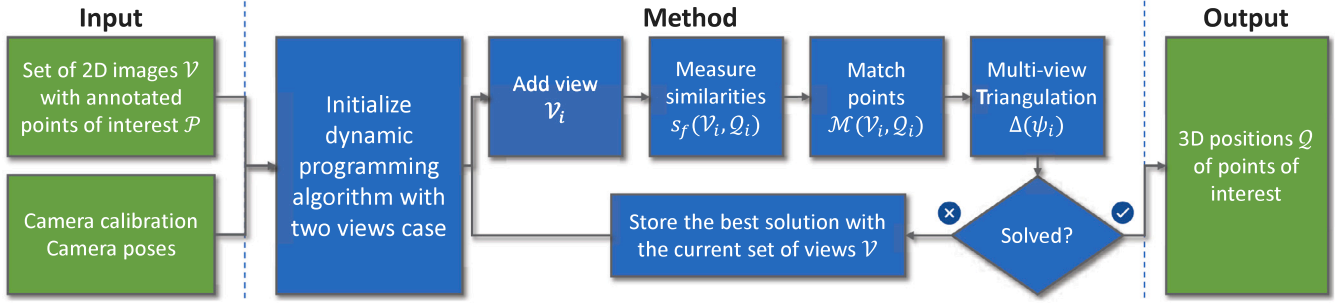 Input
Method
Output
Set of 2D images 𝒱
with annotated
points of interest 𝒫
Camera calibration
Camera poses
Initialize
dynamic
programming
algorithm with
two views case
Add view
𝒱ᵢ
Measure
similarities
s_f(𝒱ᵢ, 𝒬ᵢ)
Match
points
ℳ(𝒱ᵢ, 𝒬ᵢ)
Multi-view
Triangulation
Δ(ψᵢ)
Solved?
Store the best solution with
the current set of views 𝒱
3D positions 𝒬
of points of
interest